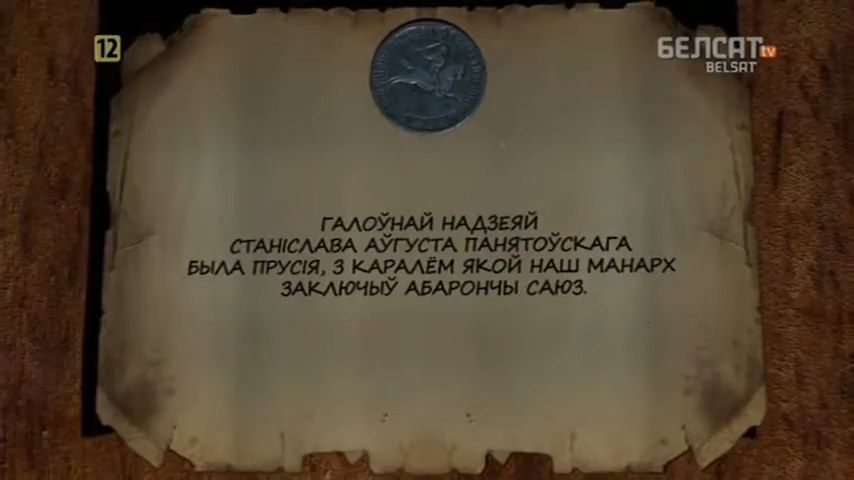 12
БЕЛСАТ tv
BELSAT
ГАЛОЎНАЙ НАДЗЕЯЙ
СТАНІСЛАВА АЎГУСТА ПАНЯТОЎСКАГА
БЫЛА ПРУСІЯ, З КАРАЛЁМ ЯКОЙ НАШ МАНАРХ
ЗАКЛЮЧЫЎ АБАРОНЧЫ САЮЗ.